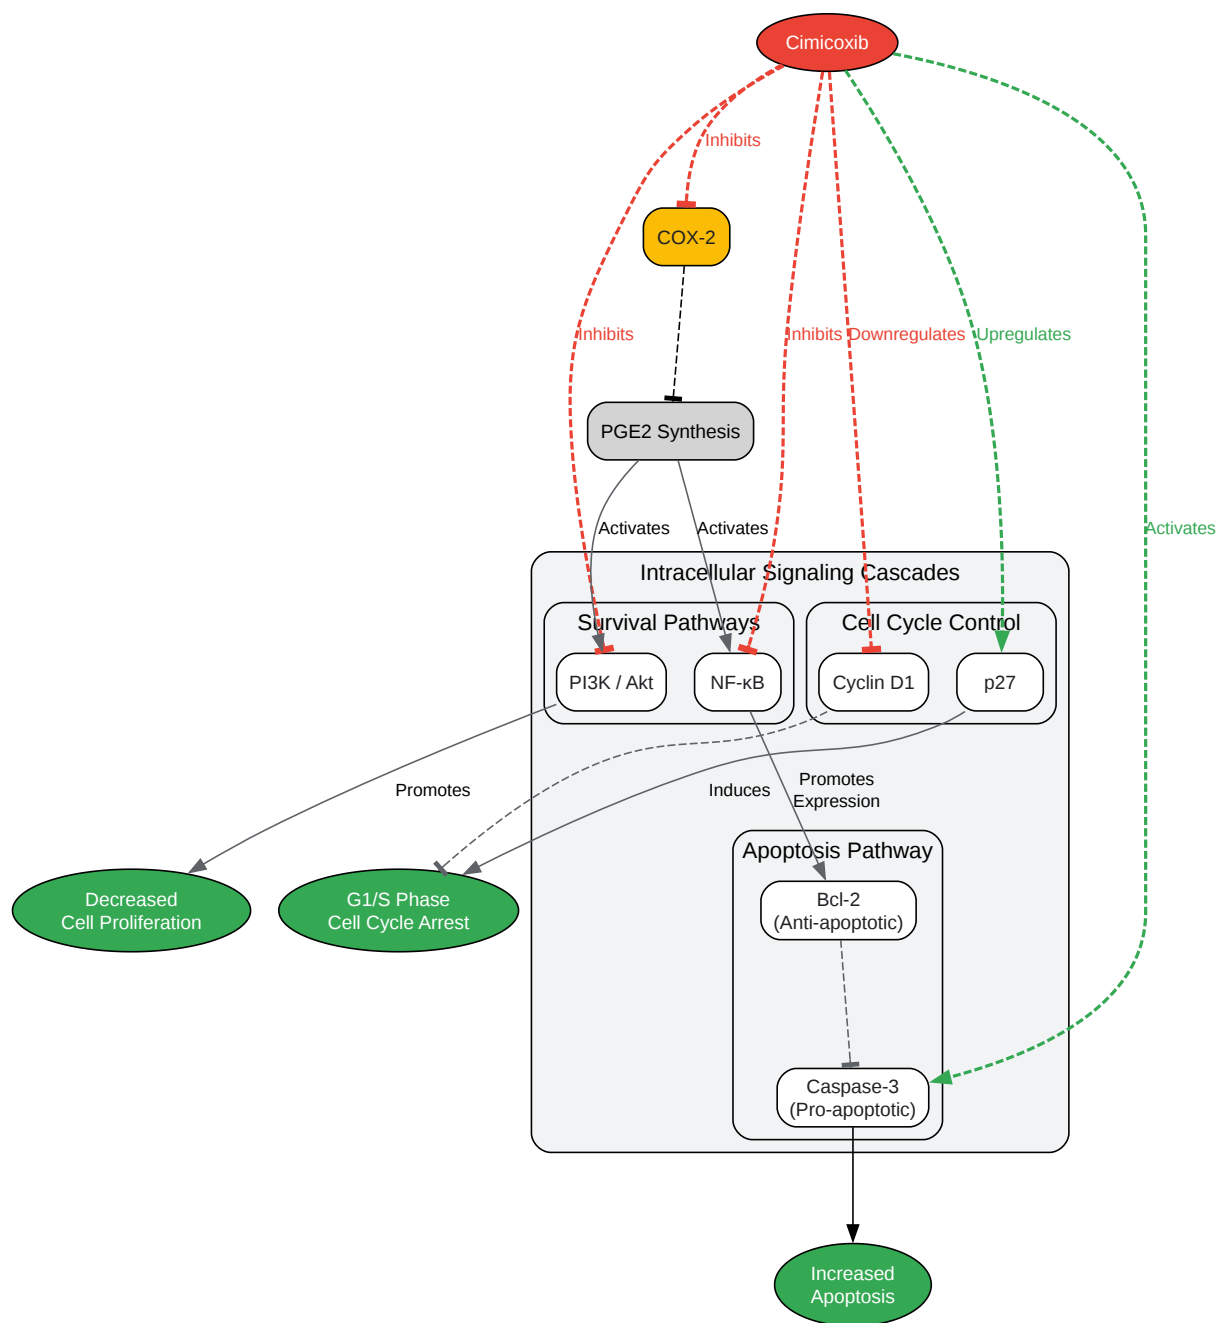 Cimicoxib
Inhibits
COX-2
Inhibits
Inhibits
Downregulates
Upregulates
PGE2 Synthesis
Activates
Activates
Activates
Intracellular Signaling Cascades
Survival Pathways
Cell Cycle Control
PI3K / Akt
NF-κB
Cyclin D1
p27
Promotes
Induces
Promotes
Expression
Apoptosis Pathway
Decreased
Cell Proliferation
G1/S Phase
Cell Cycle Arrest
Bcl-2
(Anti-apoptotic)
Caspase-3
(Pro-apoptotic)
Increased
Apoptosis